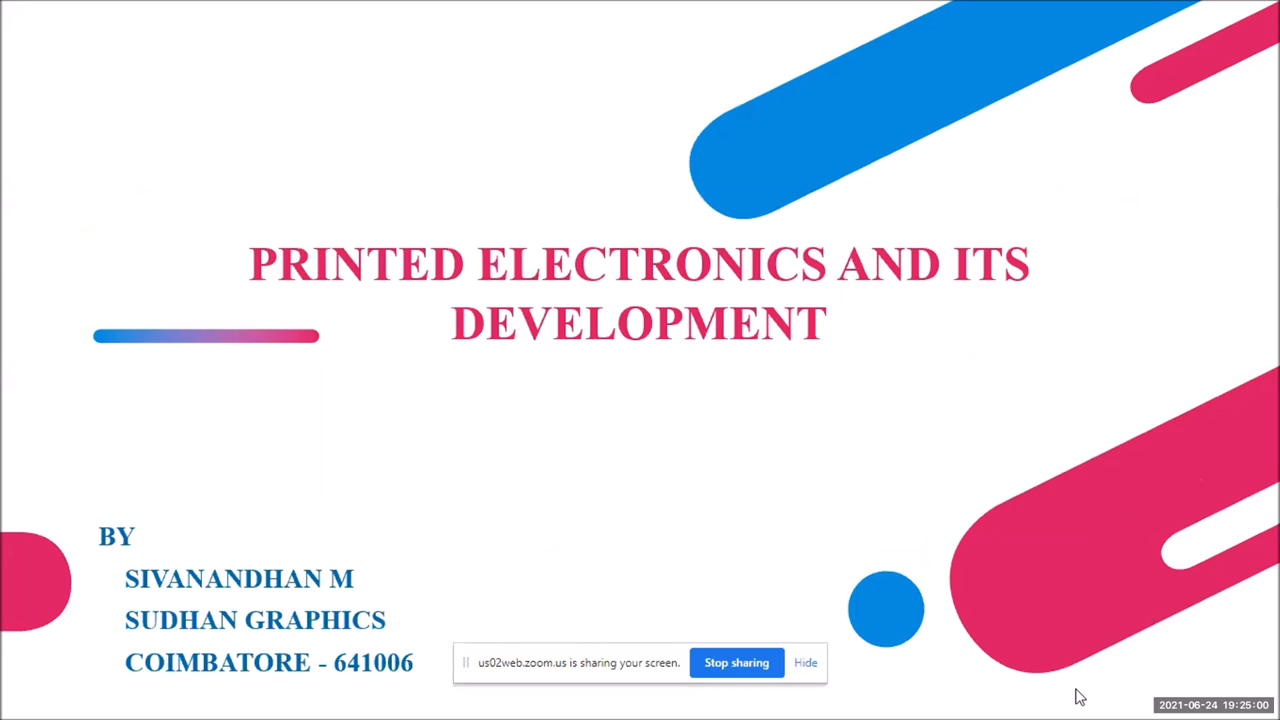 PRINTED ELECTRONICS AND ITS
DEVELOPMENT
BY
SIVANANDHAN M
SUDHAN GRAPHICS
COIMBATORE - 641006
us02web.zoom.us is sharing your screen. Stop sharing Hide
2021-06-24 19:25:00